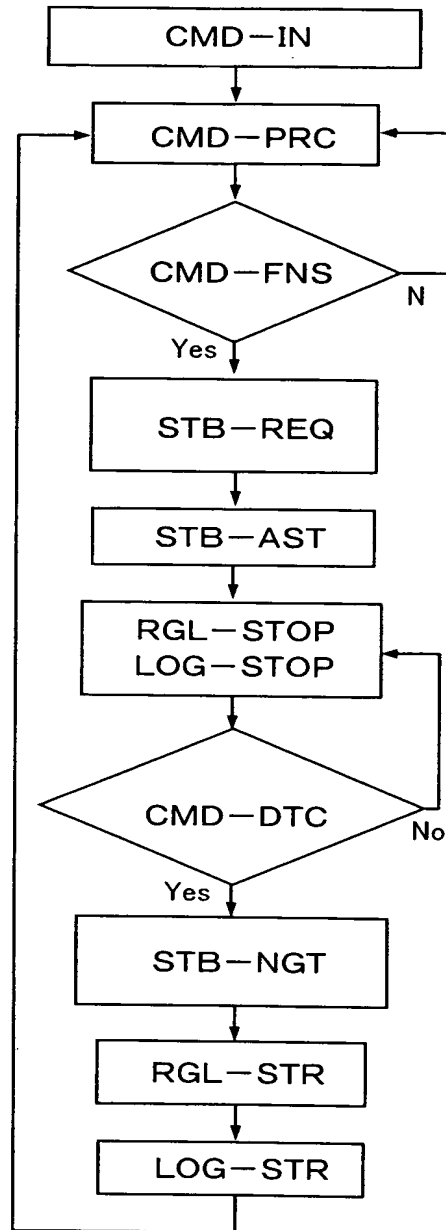 CMD-IN
CMD-PRC
CMD-FNS
N
Yes
STB-REQ
STB-AST
RGL-STOP
LOG-STOP
CMD-DTC
No
Yes
STB-NGT
RGL-STR
LOG-STR